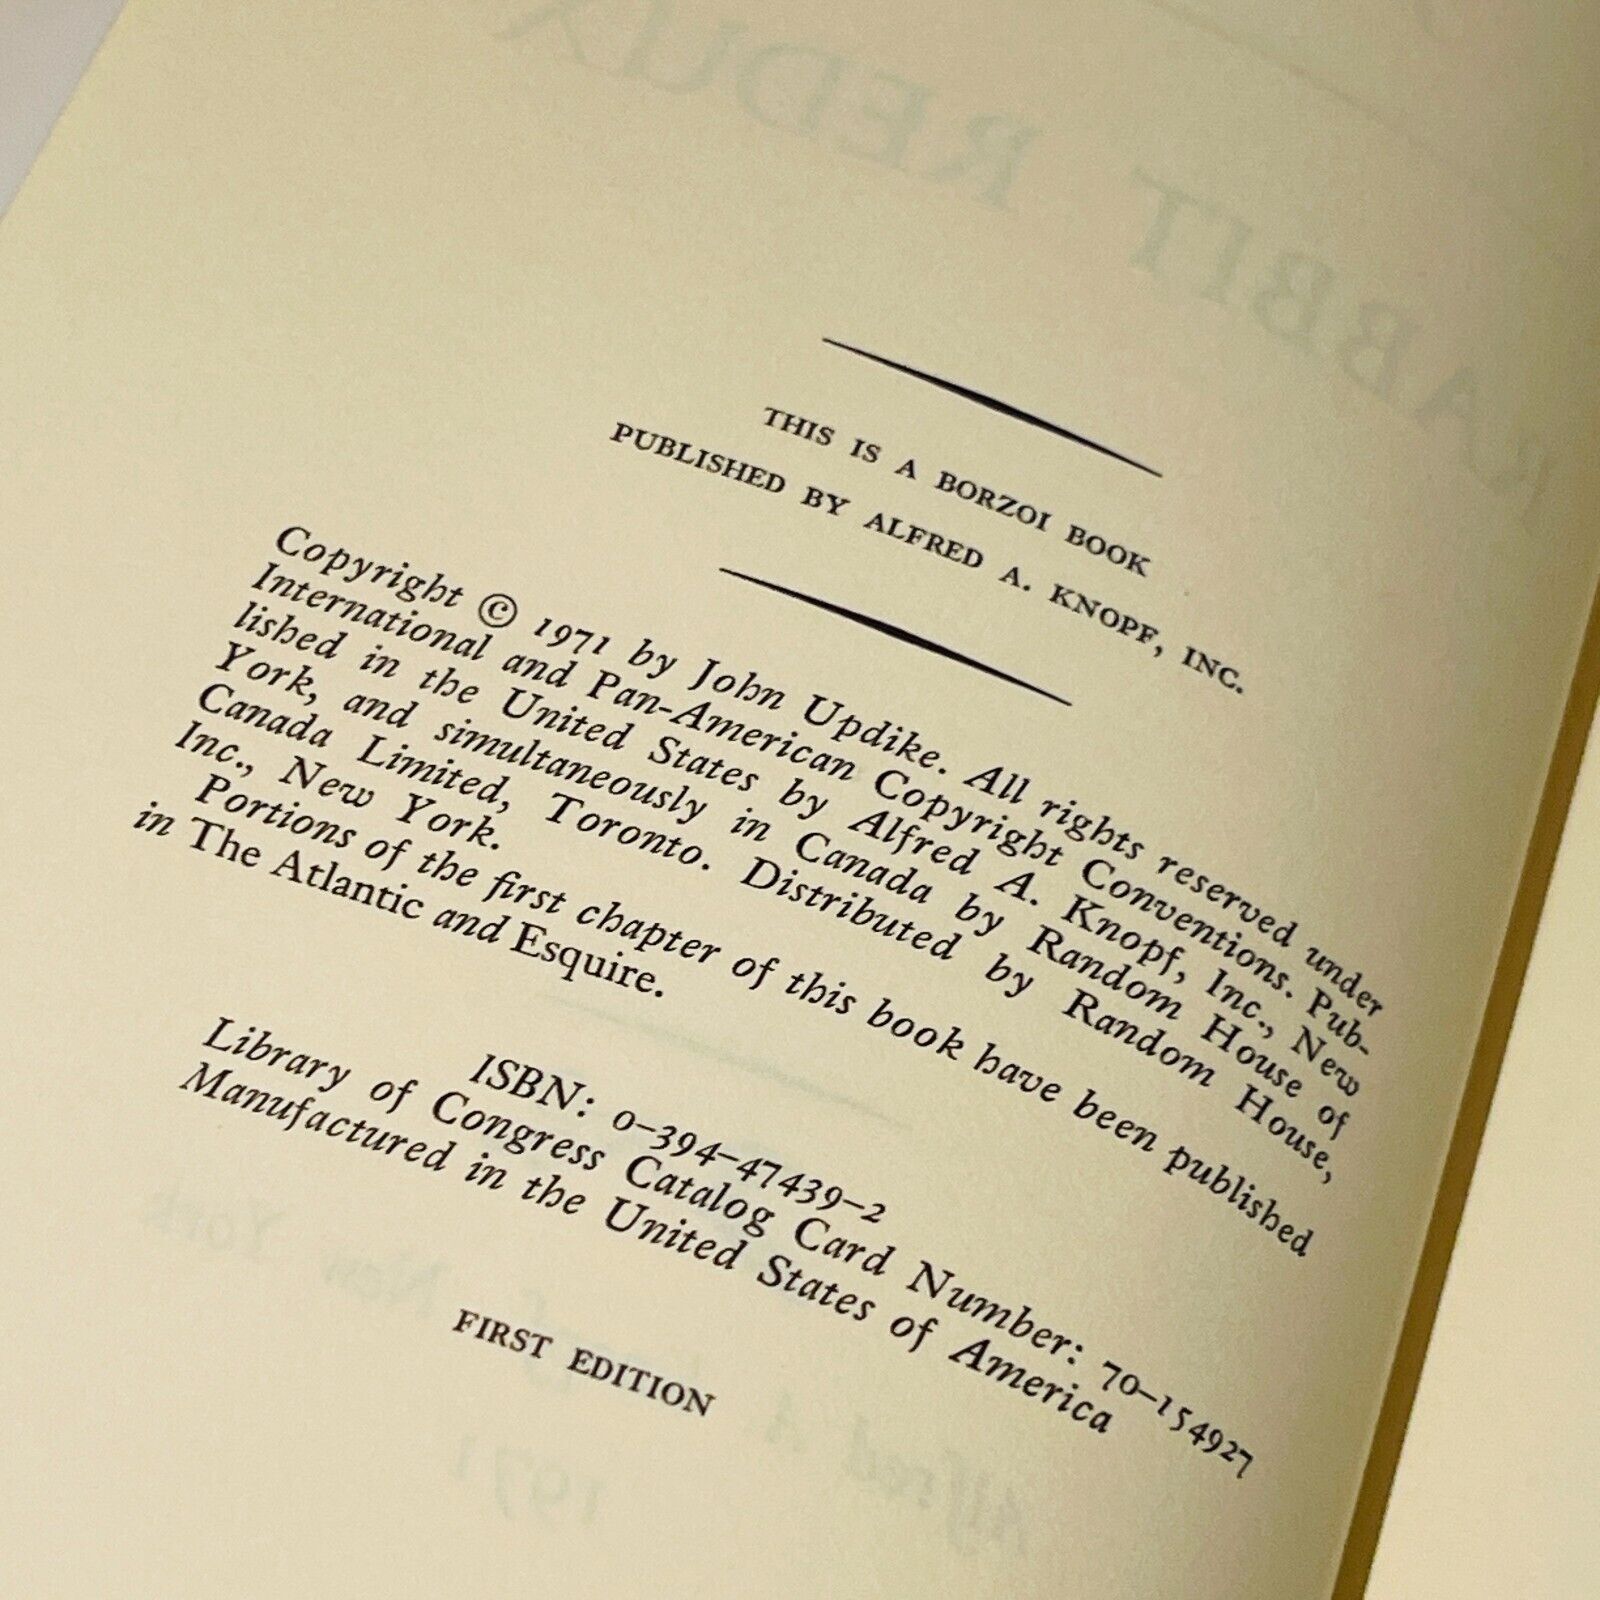 THIS IS A BORZOI BOOK
PUBLISHED BY ALFRED A. KNOPF, INC.
Copyright © 1971 by John Updike. All rights reserved under
International and Pan-American Copyright Conventions. Pub-
lished in the United States by Alfred A. Knopf, Inc., New
York, and simultaneously in Canada by Random House of
Canada Limited, Toronto. Distributed by Random House,
Inc., New York.
Portions of the first chapter of this book have been published
in The Atlantic and Esquire.
ISBN: 0-394-47439-2
Library of Congress Catalog Card Number: 70-154927
Manufactured in the United States of America
FIRST EDITION